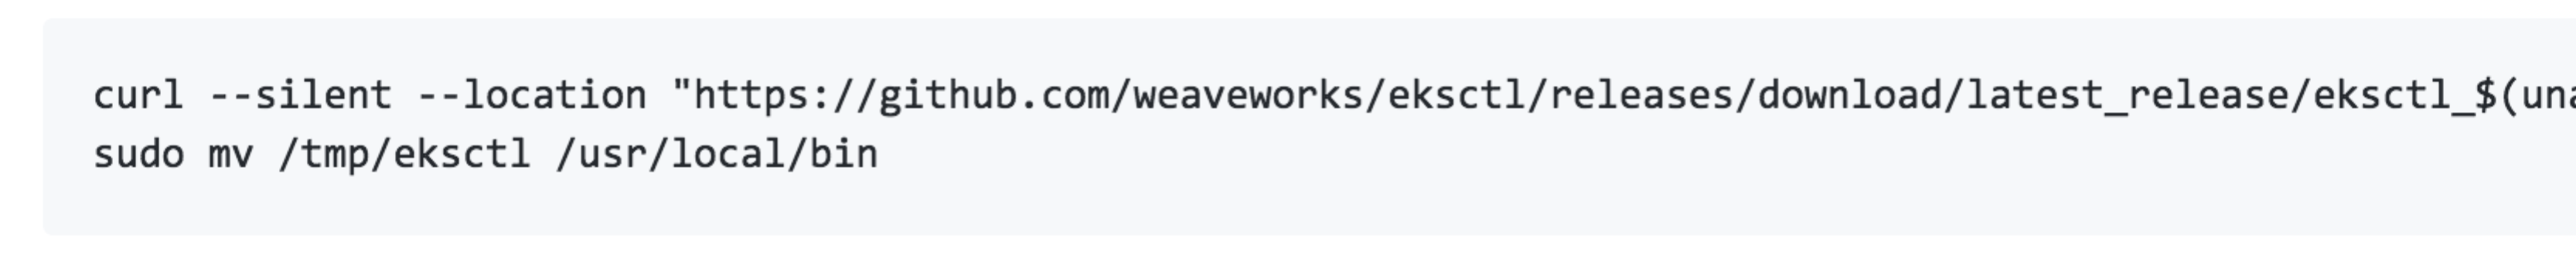 curl --silent --location "https://github.com/weaveworks/eksctl/releases/download/latest_release/eksctl_$(una
sudo mv /tmp/eksctl /usr/local/bin